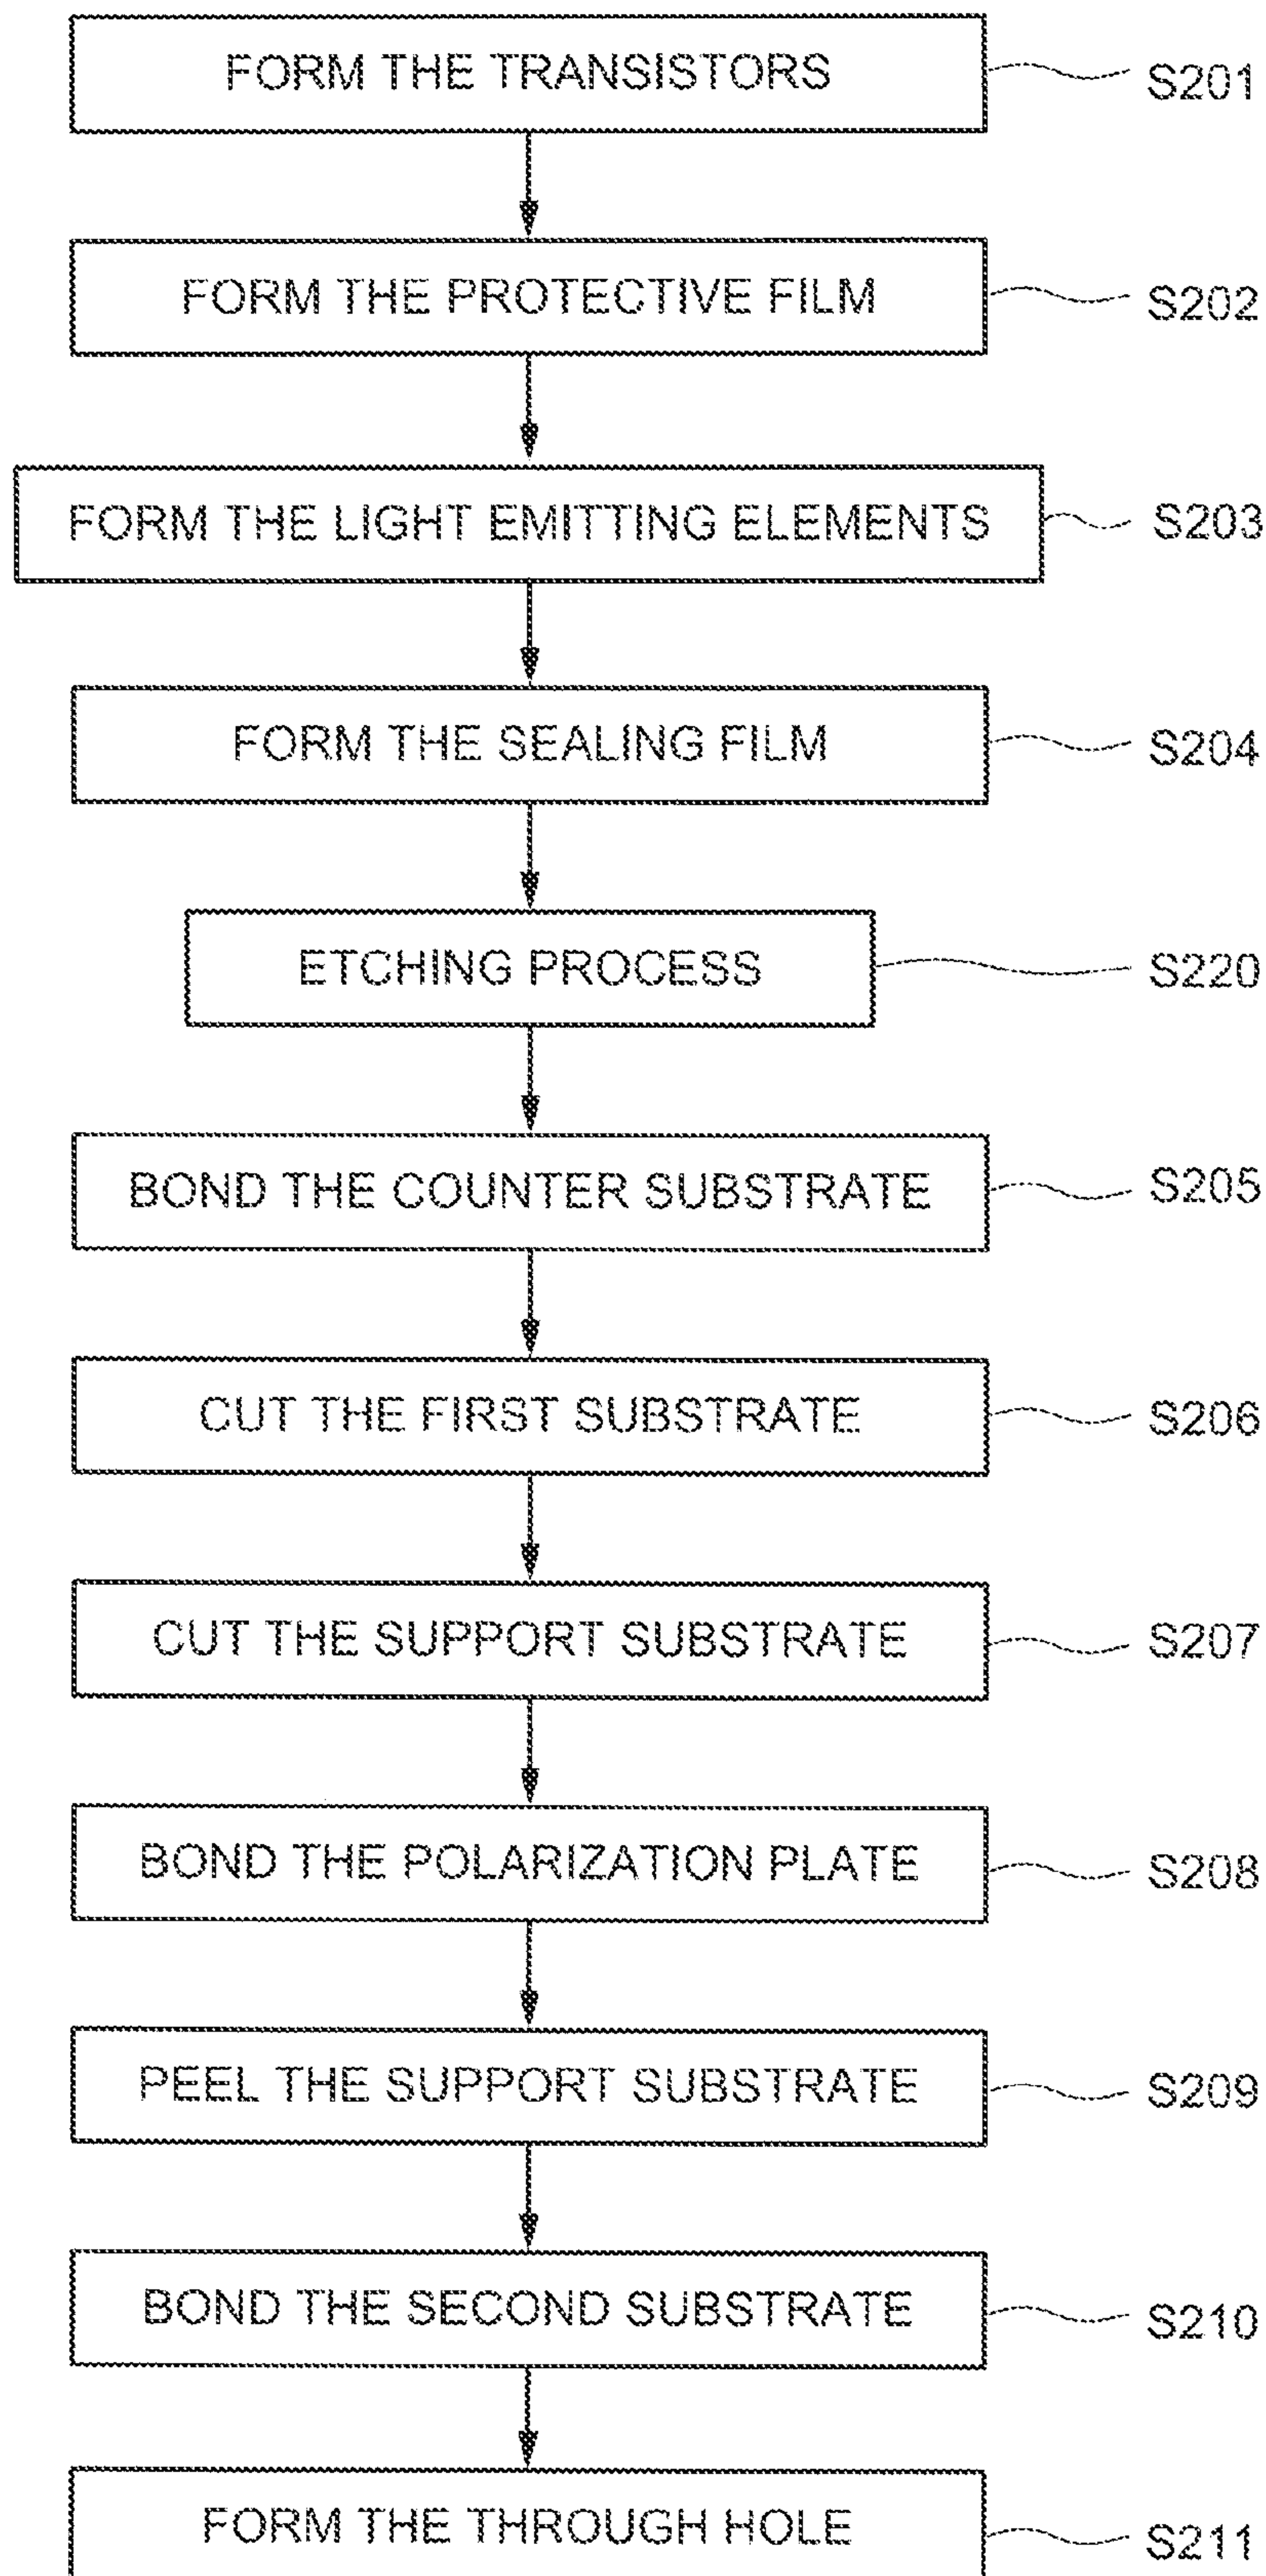 FORM THE TRANSISTORS S201
FORM THE PROTECTIVE FILM S202
FORM THE LIGHT EMITTING ELEMENTS S203
FORM THE SEALING FILM S204
ETCHING PROCESS S220
BOND THE COUNTER SUBSTRATE S205
CUT THE FIRST SUBSTRATE S206
CUT THE SUPPORT SUBSTRATE S207
BOND THE POLARIZATION PLATE S208
PEEL THE SUPPORT SUBSTRATE S209
BOND THE SECOND SUBSTRATE S210
FORM THE THROUGH HOLE S211